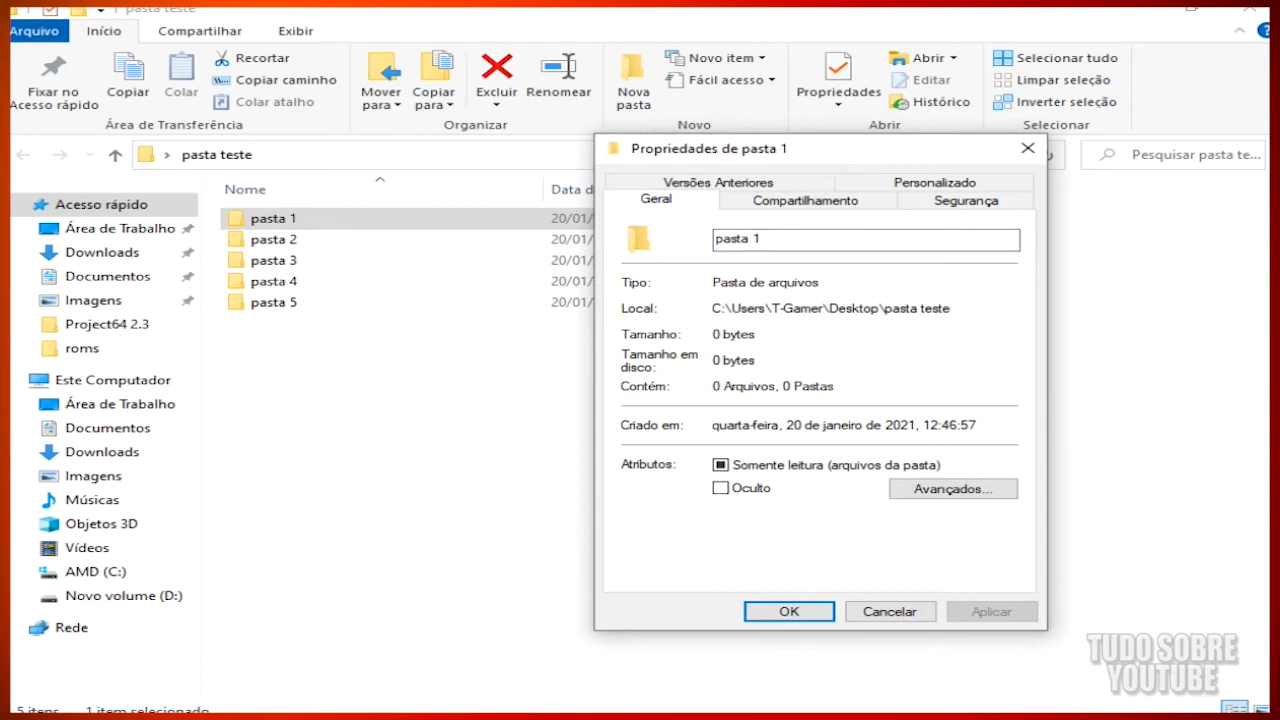 pasta teste
Arquivo Início Compartilhar Exibir
Fixar no Acesso rápido
Copiar
Colar
Recortar
Copiar caminho
Colar atalho
Área de Transferência
Mover para
Copiar para
Excluir
Renomear
Organizar
Nova pasta
Novo item
Fácil acesso
Novo
Propriedades
Abrir
Editar
Histórico
Abrir
Selecionar tudo
Limpar seleção
Inverter seleção
Selecionar
pasta teste
Pesquisar pasta te...
Acesso rápido
Área de Trabalho
Downloads
Documentos
Imagens
Project64 2.3
roms
Este Computador
Área de Trabalho
Documentos
Downloads
Imagens
Músicas
Objetos 3D
Vídeos
AMD (C:)
Novo volume (D:)
Rede
Nome Data d
pasta 1 20/01/
pasta 2 20/01/
pasta 3 20/01/
pasta 4 20/01/
pasta 5 20/01/
Propriedades de pasta 1
Versões Anteriores Personalizado
Geral Compartilhamento Segurança
pasta 1
Tipo: Pasta de arquivos
Local: C:\Users\T-Gamer\Desktop\pasta teste
Tamanho: 0 bytes
Tamanho em disco: 0 bytes
Contém: 0 Arquivos, 0 Pastas
Criado em: quarta-feira, 20 de janeiro de 2021, 12:46:57
Atributos: Somente leitura (arquivos da pasta)
Oculto Avançados...
OK Cancelar Aplicar
TUDO SOBRE
YOUTUBE
5 itens 1 item selecionado